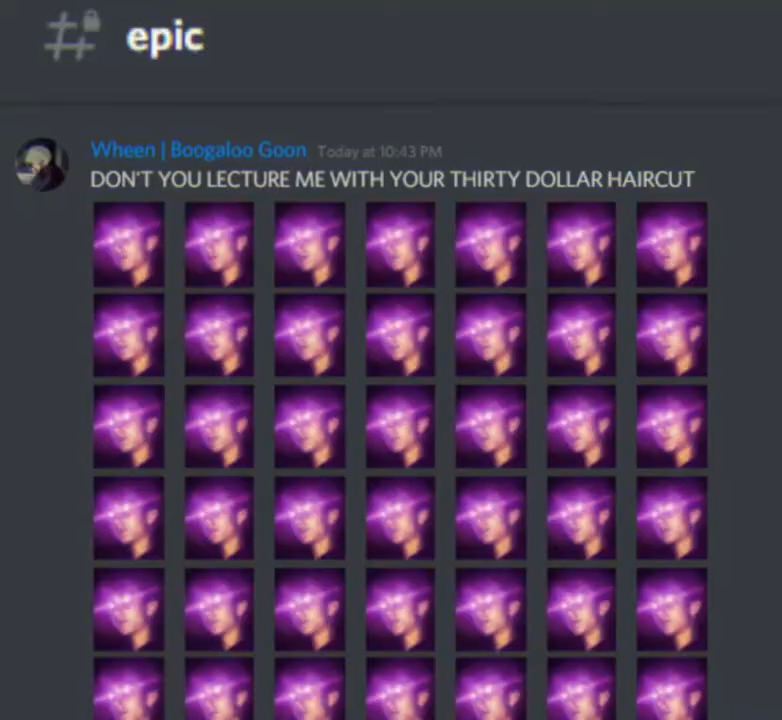 epic
Wheen | Boogaloo Goon Today at 10:43 PM
DON'T YOU LECTURE ME WITH YOUR THIRTY DOLLAR HAIRCUT